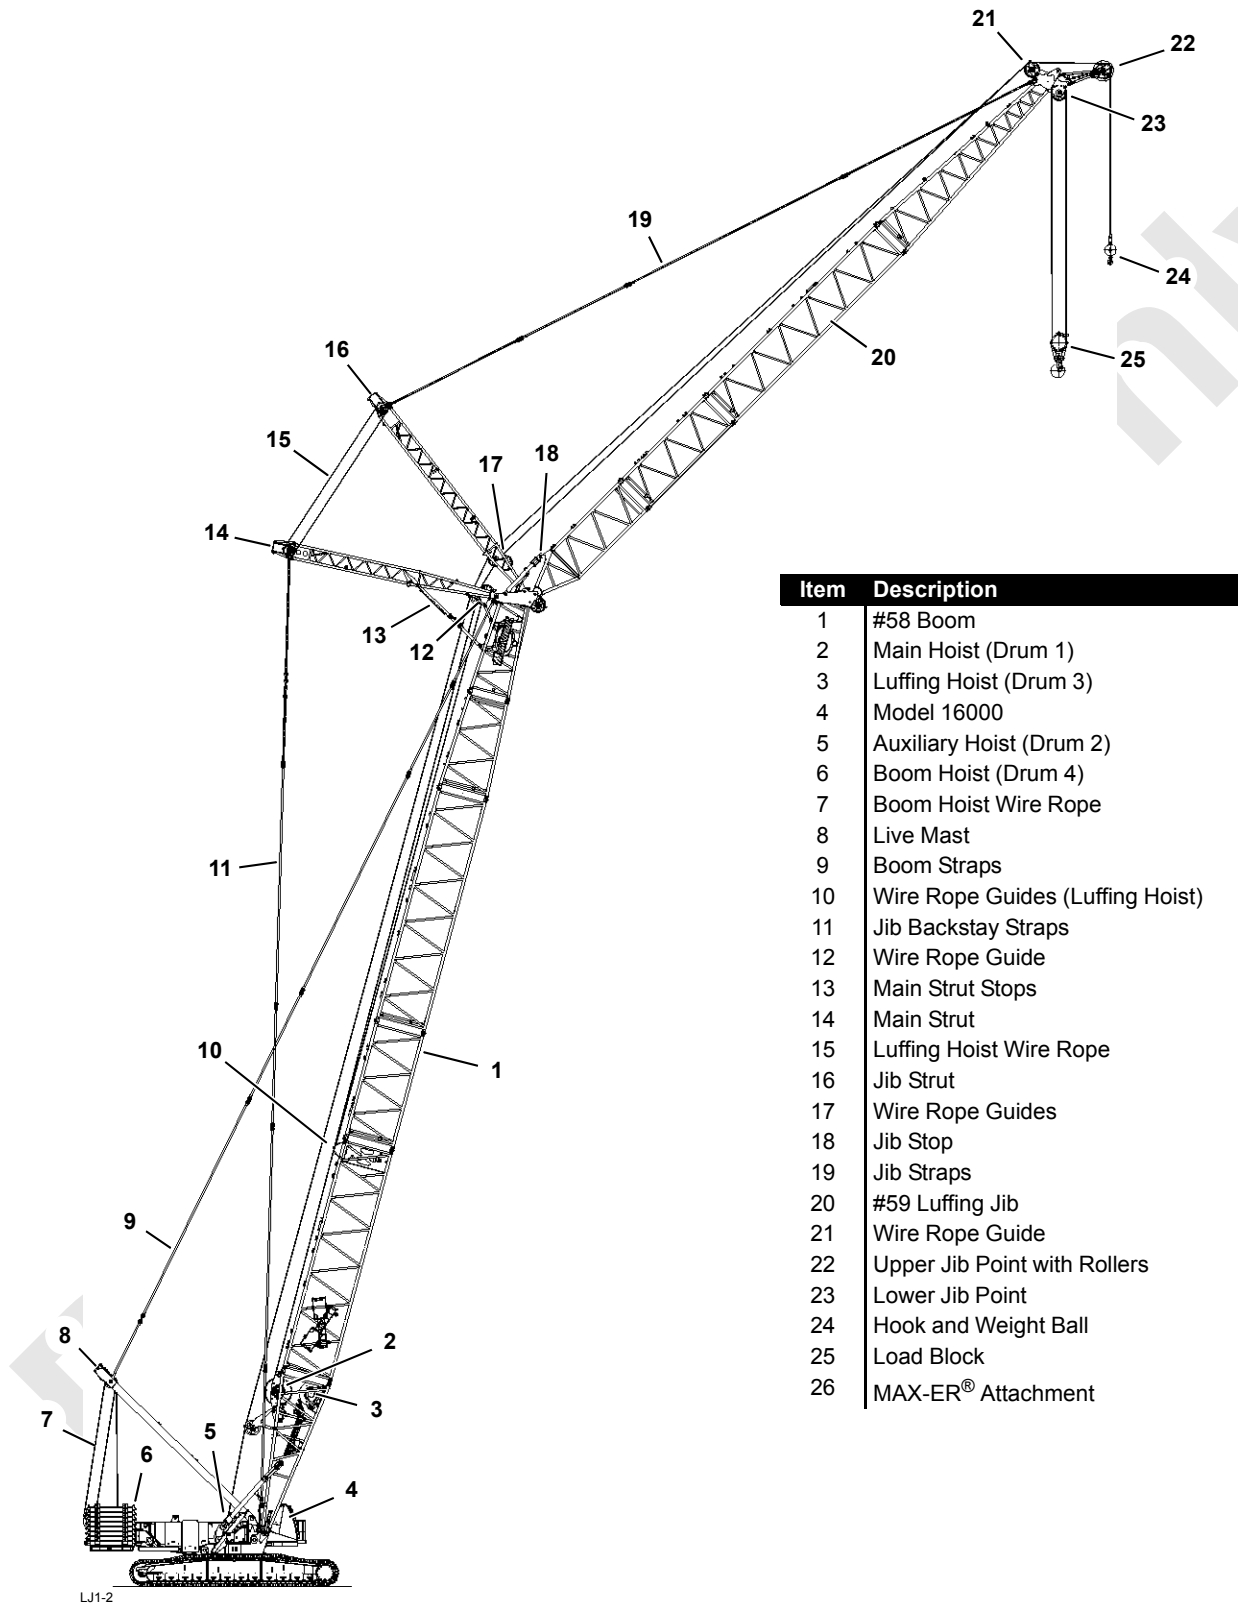 21
22
23
19
24
20
25
16
15
17
18
14
13
12
Item Description
1 #58 Boom
2 Main Hoist (Drum 1)
3 Luffing Hoist (Drum 3)
4 Model 16000
5 Auxiliary Hoist (Drum 2)
6 Boom Hoist (Drum 4)
7 Boom Hoist Wire Rope
8 Live Mast
9 Boom Straps
10 Wire Rope Guides (Luffing Hoist)
11 Jib Backstay Straps
12 Wire Rope Guide
13 Main Strut Stops
14 Main Strut
15 Luffing Hoist Wire Rope
16 Jib Strut
17 Wire Rope Guides
18 Jib Stop
19 Jib Straps
20 #59 Luffing Jib
21 Wire Rope Guide
22 Upper Jib Point with Rollers
23 Lower Jib Point
24 Hook and Weight Ball
25 Load Block
26 MAX-ER® Attachment
11
10
1
9
8
2
3
7
5
6
4
LJ1-2